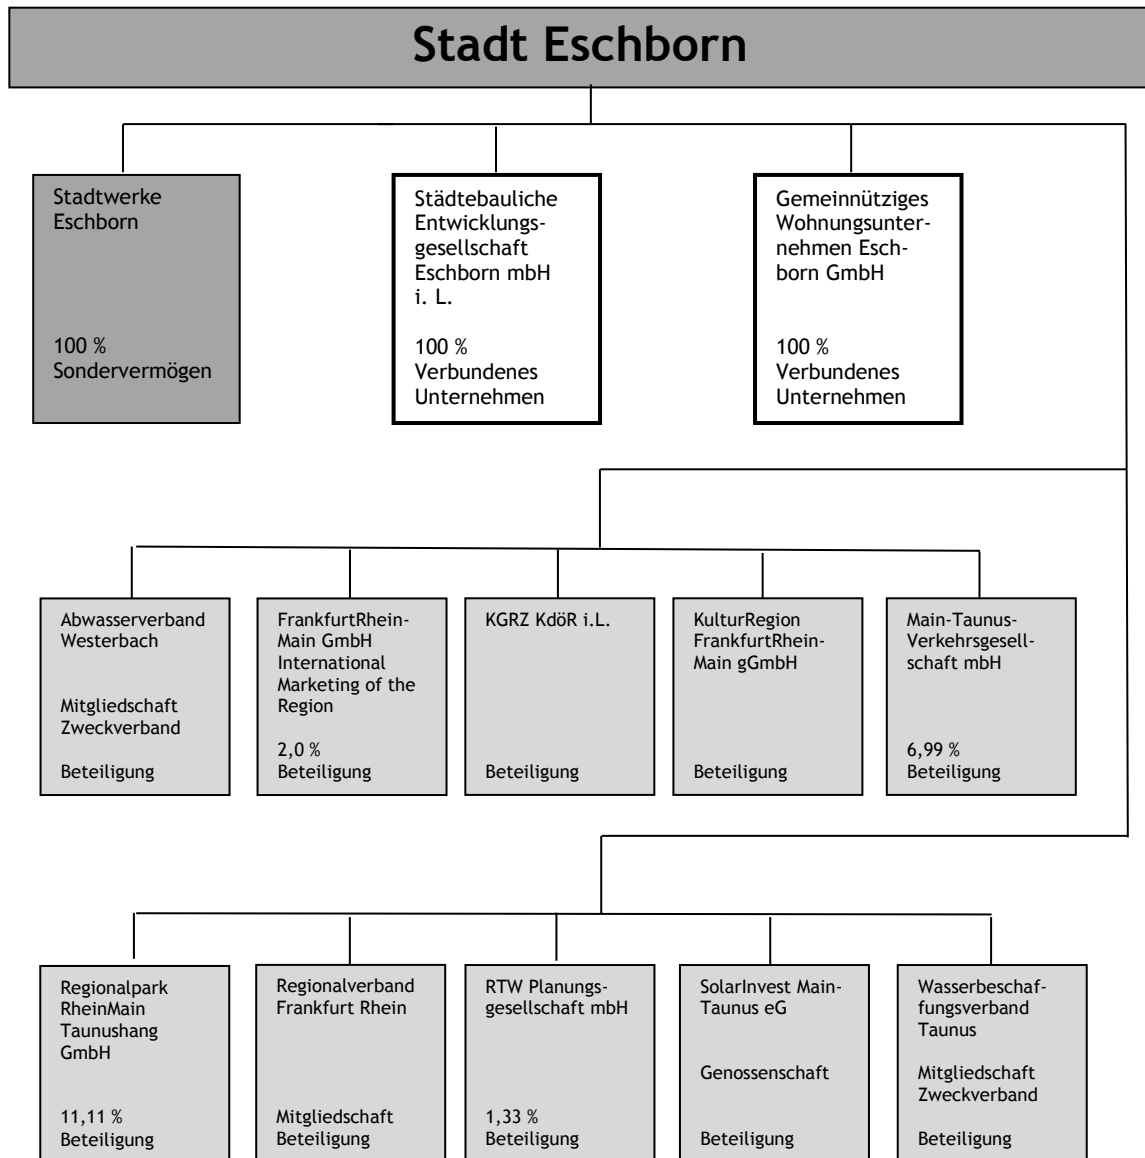 Stadt Eschborn
Stadtwerke
Eschborn
100 %
Sondervermögen
Städtebauliche
Entwicklungs-
gesellschaft
Eschborn mbH
i. L.
100 %
Verbundenes
Unternehmen
Gemeinnütziges
Wohnungsunter-
nehmen Esch-
born GmbH
100 %
Verbundenes
Unternehmen
Abwasserverband
Westerbach
Mitgliedschaft
Zweckverband
Beteiligung
FrankfurtRhein-
Main GmbH
International
Marketing of the
Region
2,0 %
Beteiligung
KGRZ KdöR i.L.
Beteiligung
KulturRegion
FrankfurtRhein-
Main gGmbH
Beteiligung
Main-Taunus-
Verkehrsgesell-
schaft mbH
6,99 %
Beteiligung
Regionalpark
RheinMain
Taunushang
GmbH
11,11 %
Beteiligung
Regionalverband
Frankfurt Rhein
Mitgliedschaft
Beteiligung
RTW Planungs-
gesellschaft mbH
1,33 %
Beteiligung
SolarInvest Main-
Taunus eG
Genossenschaft
Beteiligung
Wasserbeschaf-
fungsverband
Taunus
Mitgliedschaft
Zweckverband
Beteiligung